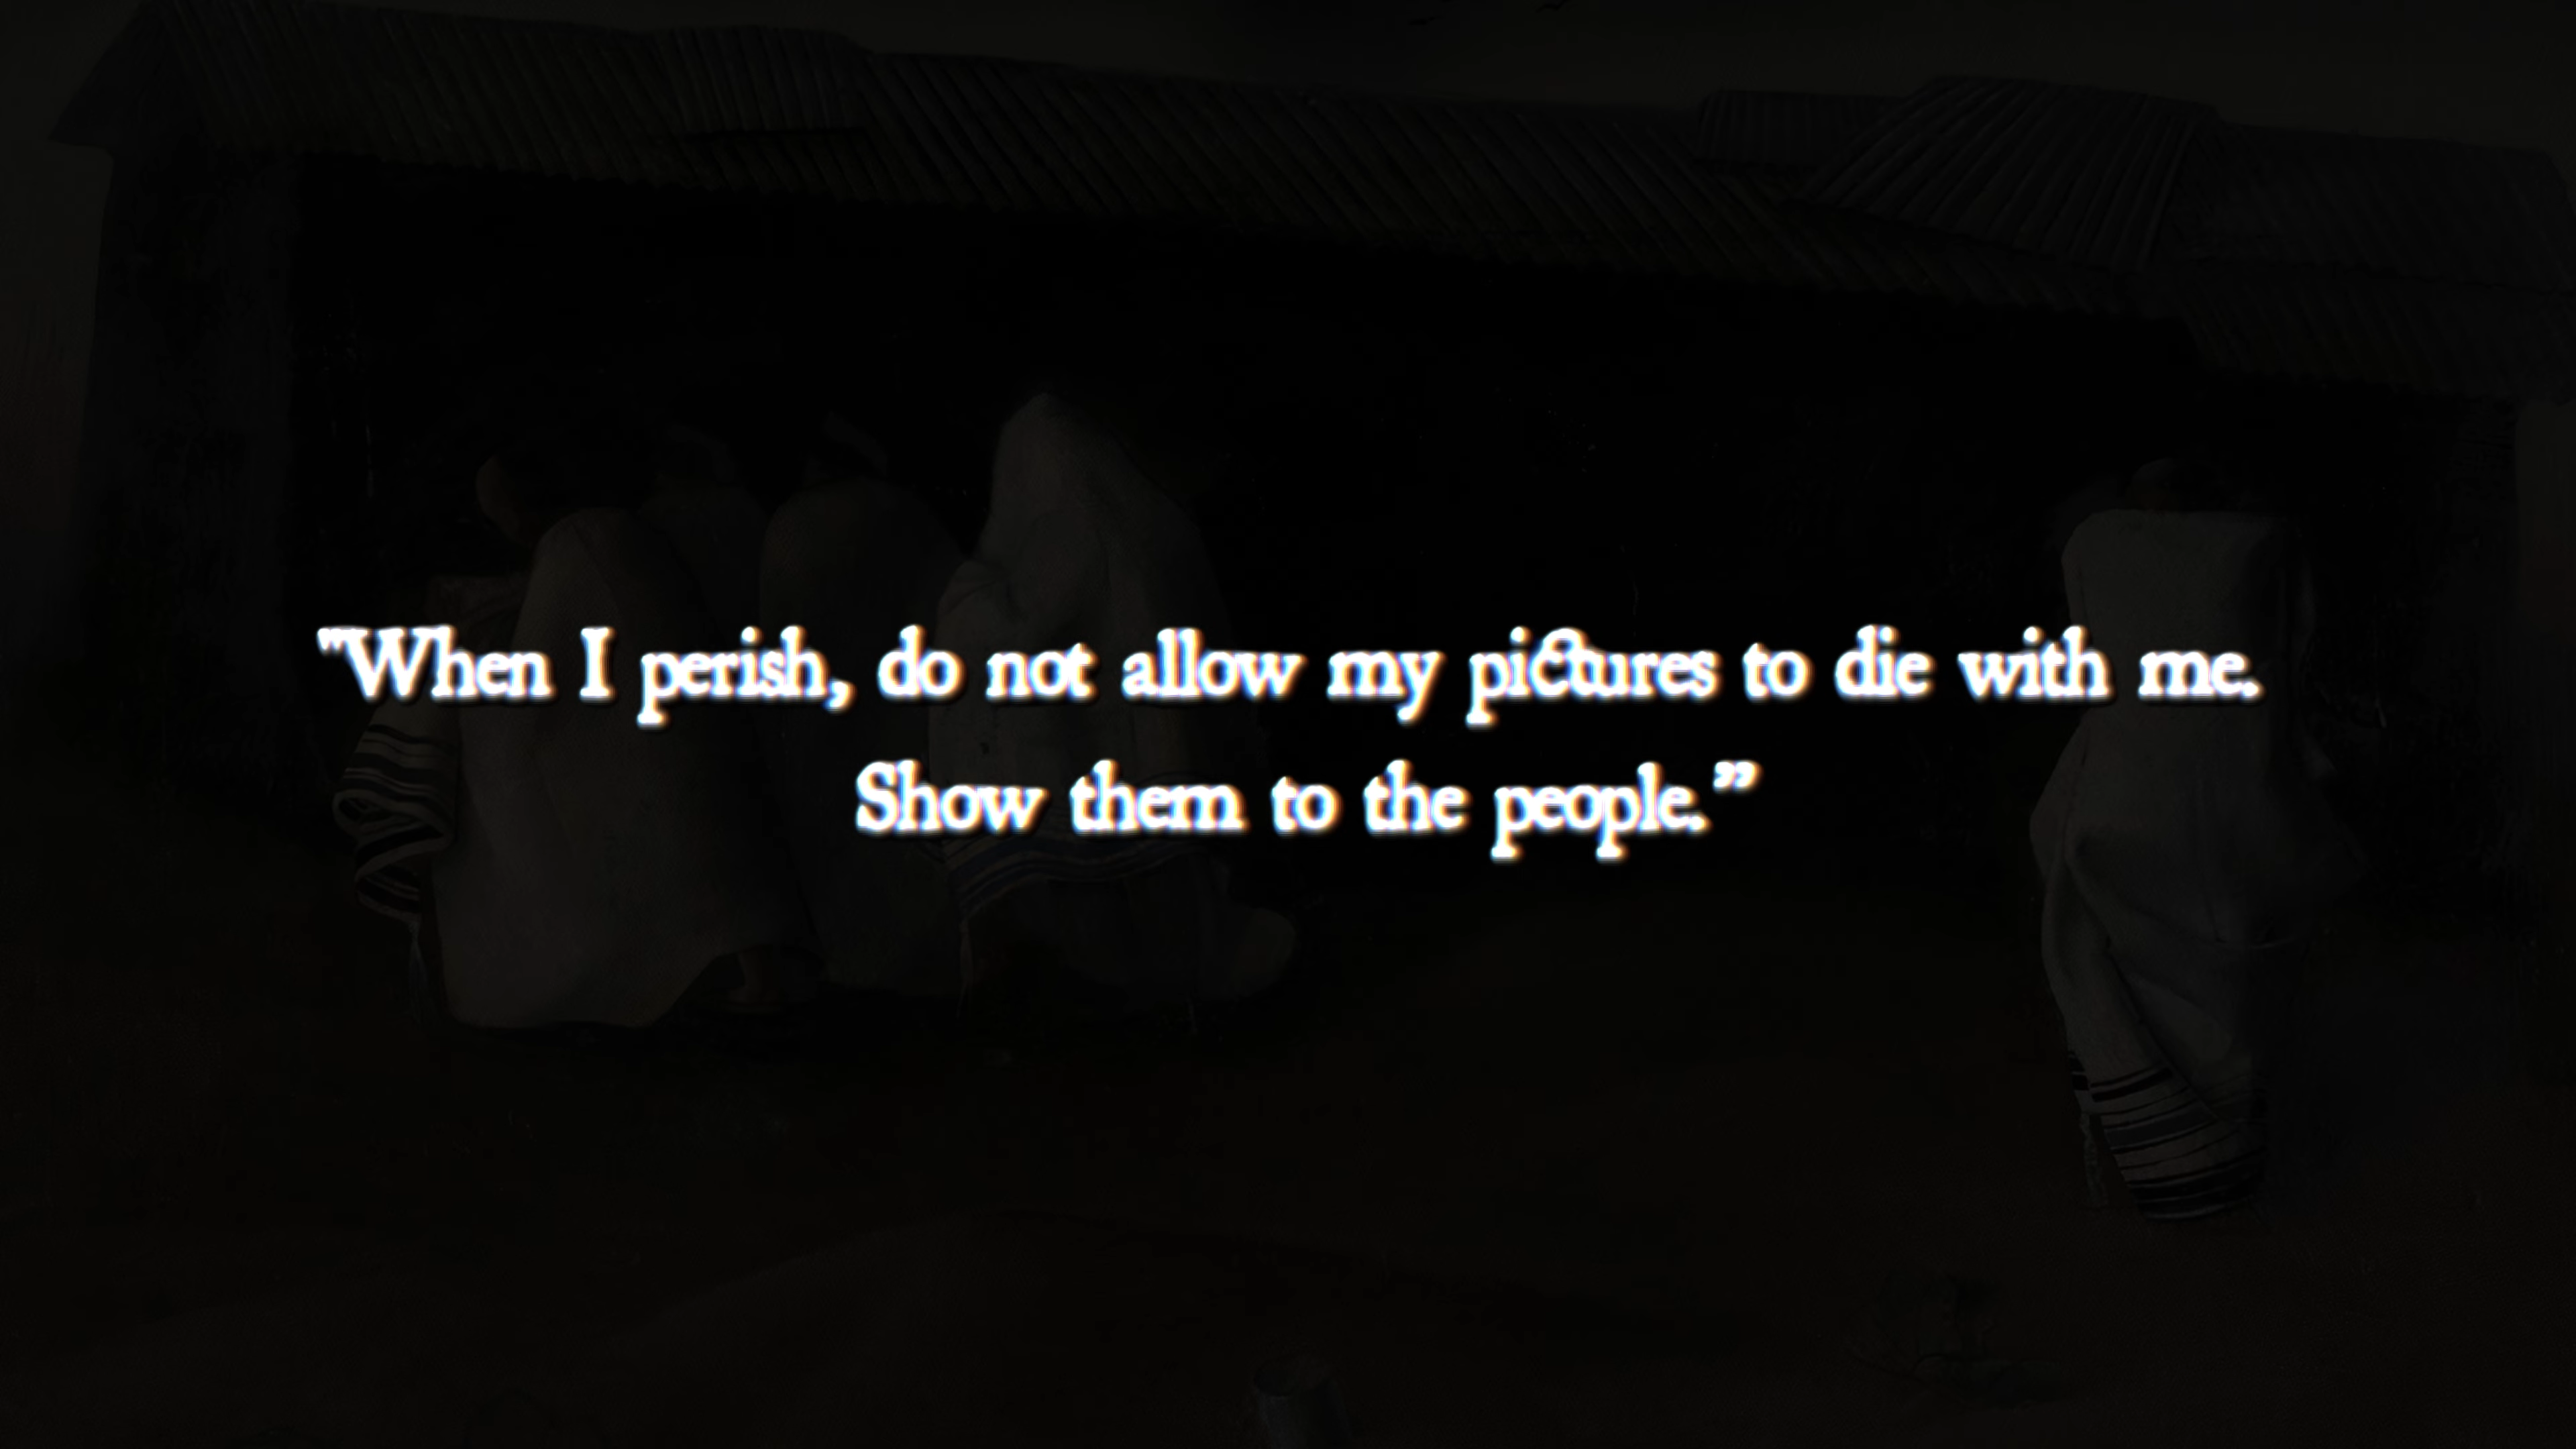 "When I perish, do not allow my pictures to die with me.
Show them to the people.”